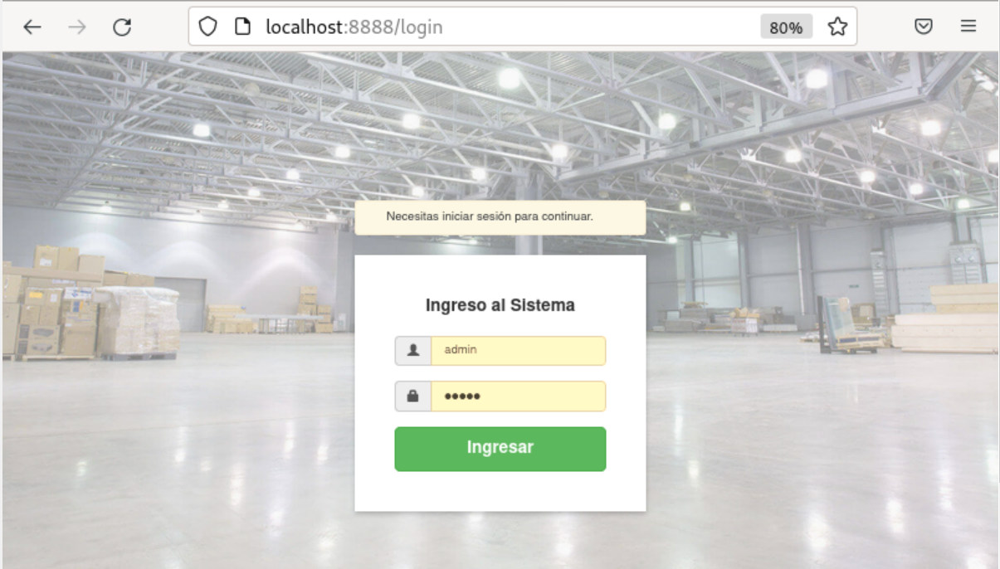 localhost:8888/login
80%
Necesitas iniciar sesión para continuar.
Ingreso al Sistema
admin
●●●●●
Ingresar